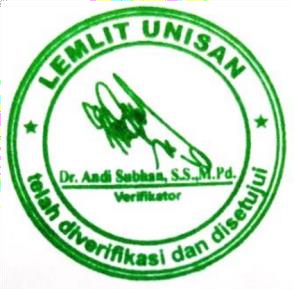 LEMLIT UNISAN
Dr. Andi Subhan, S.S.,M.Pd.
Verifikator
telah diverifikasi dan disetujui